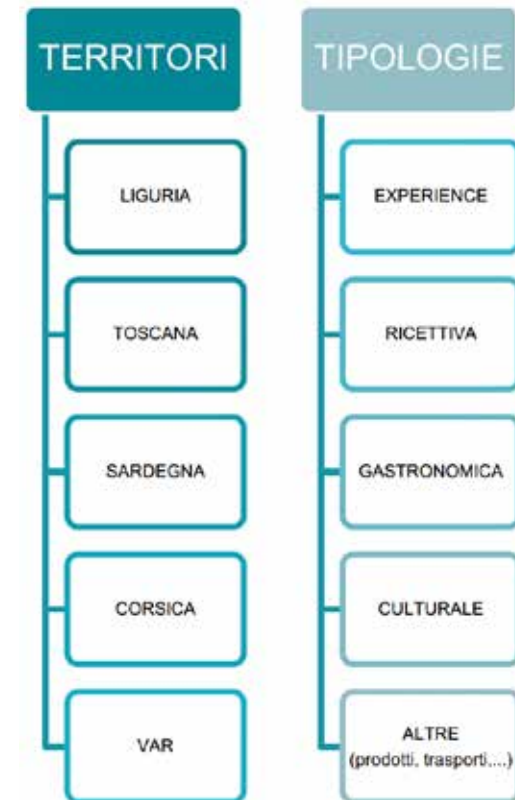 TERRITORI
LIGURIA
TOSCANA
SARDEGNA
CORSICA
VAR
TIPOLOGIE
EXPERIENCE
RICETTIVA
GASTRONOMICA
CULTURALE
ALTRE
(prodotti, trasporti,...)